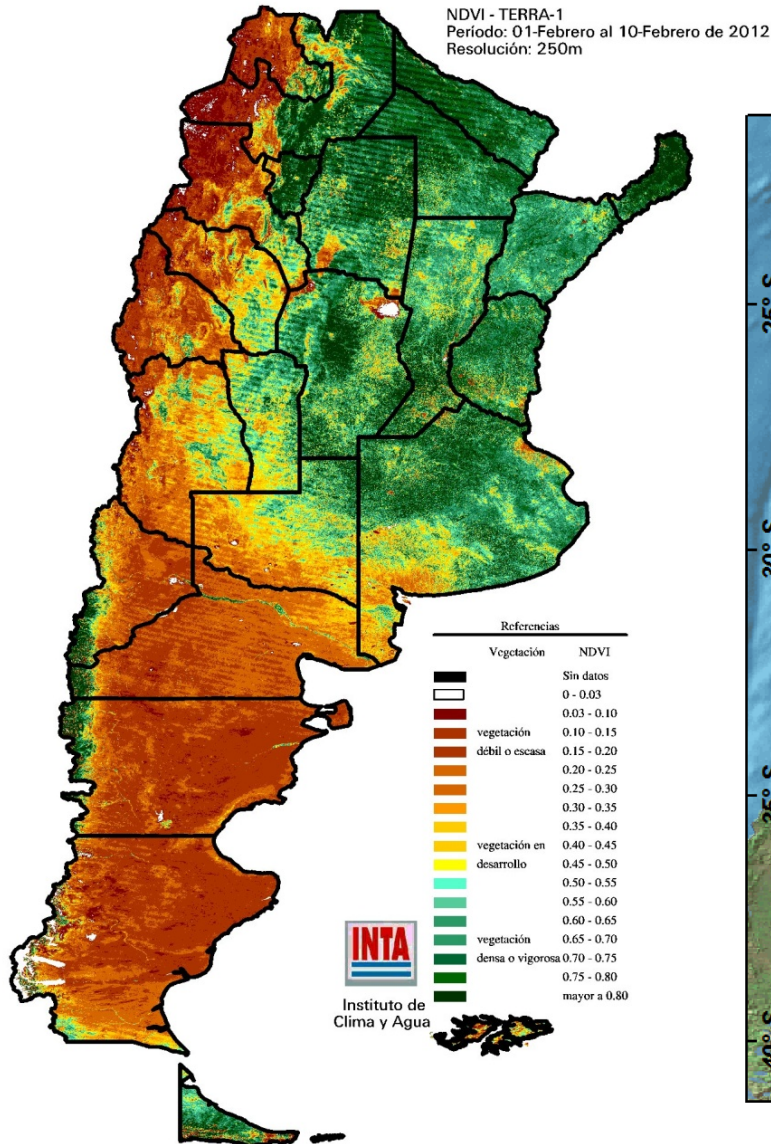 NDVI - TERRA-1
Período: 01-Febrero al 10-Febrero de 2012
Resolución: 250m
25° S
30° S
35° S
40° S
Referencias
Vegetación NDVI
Sin datos
0 - 0.03
0.03 - 0.10
vegetación 0.10 - 0.15
débil o escasa 0.15 - 0.20
0.20 - 0.25
0.25 - 0.30
0.30 - 0.35
0.35 - 0.40
vegetación en 0.40 - 0.45
desarrollo 0.45 - 0.50
0.50 - 0.55
0.55 - 0.60
0.60 - 0.65
vegetación 0.65 - 0.70
densa o vigorosa 0.70 - 0.75
0.75 - 0.80
mayor a 0.80
INTA
Instituto de
Clima y Agua